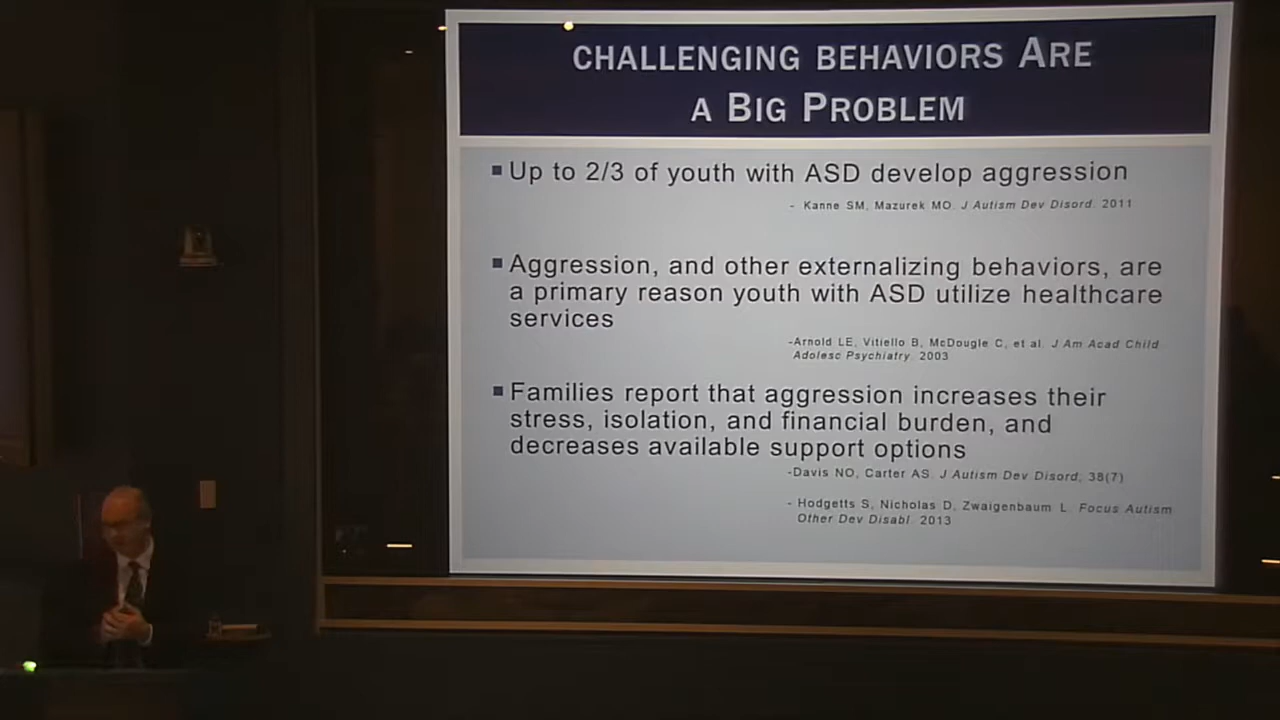 CHALLENGING BEHAVIORS ARE
A BIG PROBLEM
▪ Up to 2/3 of youth with ASD develop aggression
- Kanne SM, Mazurek MO. J Autism Dev Disord. 2011
▪ Aggression, and other externalizing behaviors, are
a primary reason youth with ASD utilize healthcare
services
-Arnold LE, Vitiello B, McDougle C, et al. J Am Acad Child
Adolesc Psychiatry. 2003
▪ Families report that aggression increases their
stress, isolation, and financial burden, and
decreases available support options
-Davis NO, Carter AS. J Autism Dev Disord; 38(7)
- Hodgetts S, Nicholas D, Zwaigenbaum L. Focus Autism
Other Dev Disabl. 2013